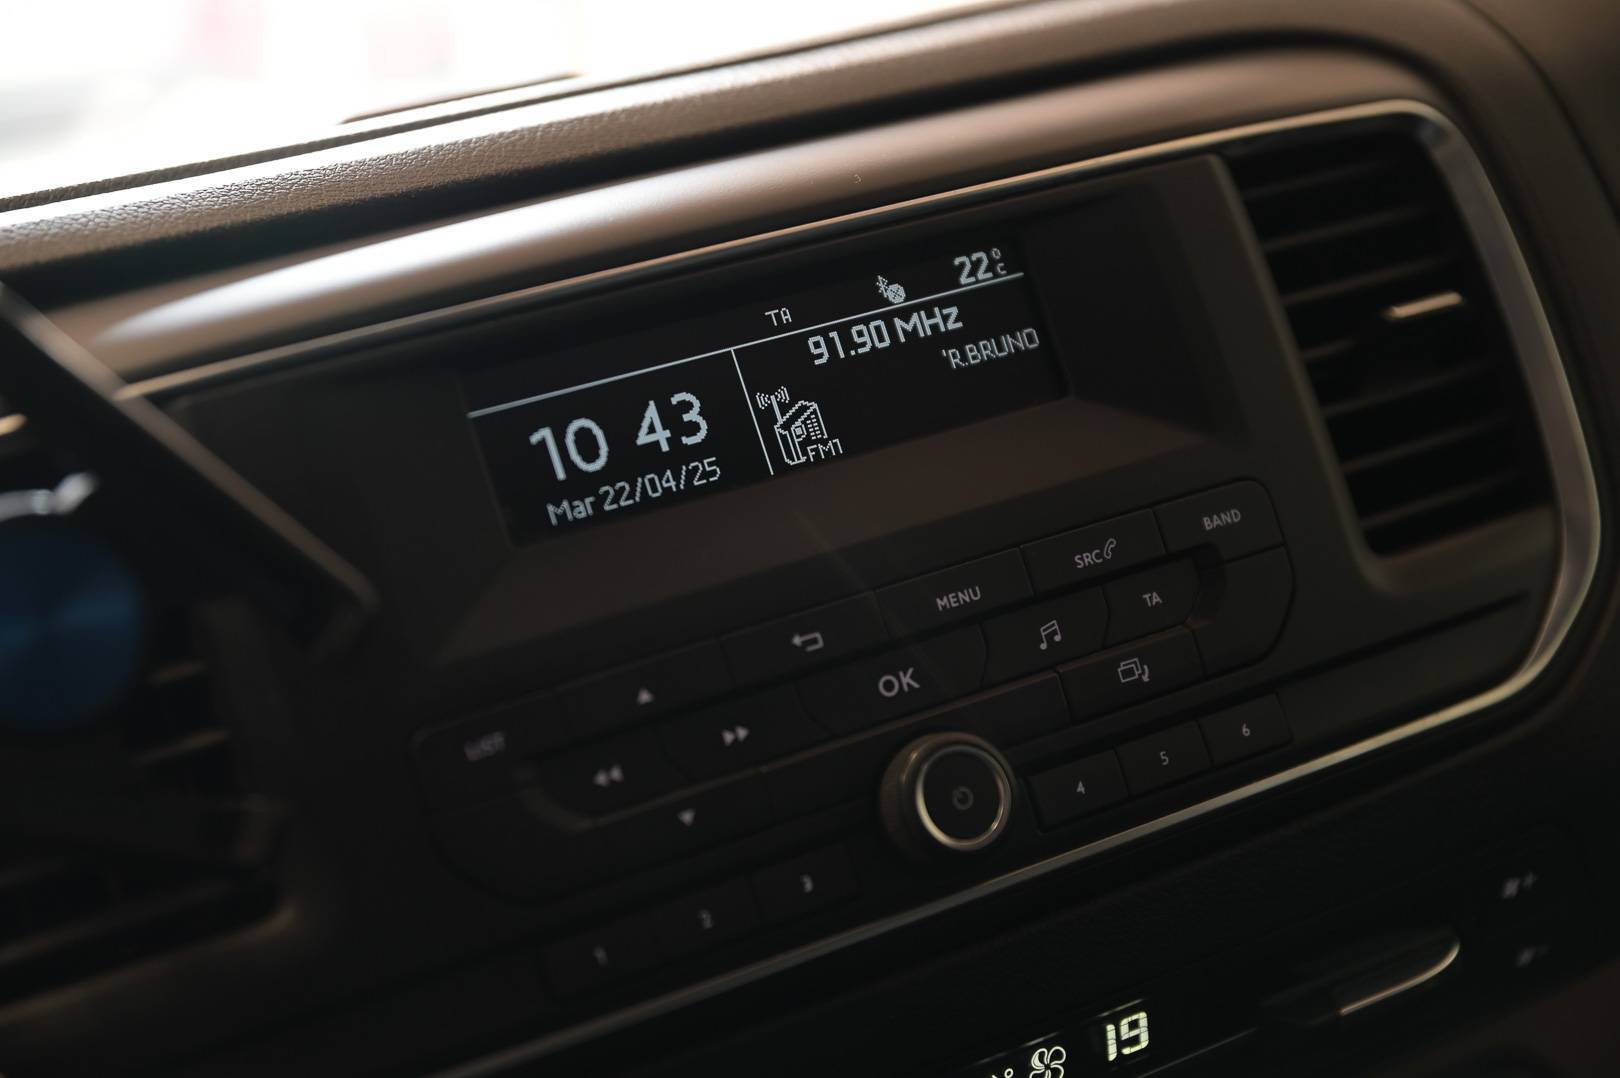 TA
22°C
91.90 MHz
'R.BRUNO
10 43
Mar 22/04/25
FM1
BAND
SRC
MENU
TA
OK
LIST
1
2
3
4
5
6
19